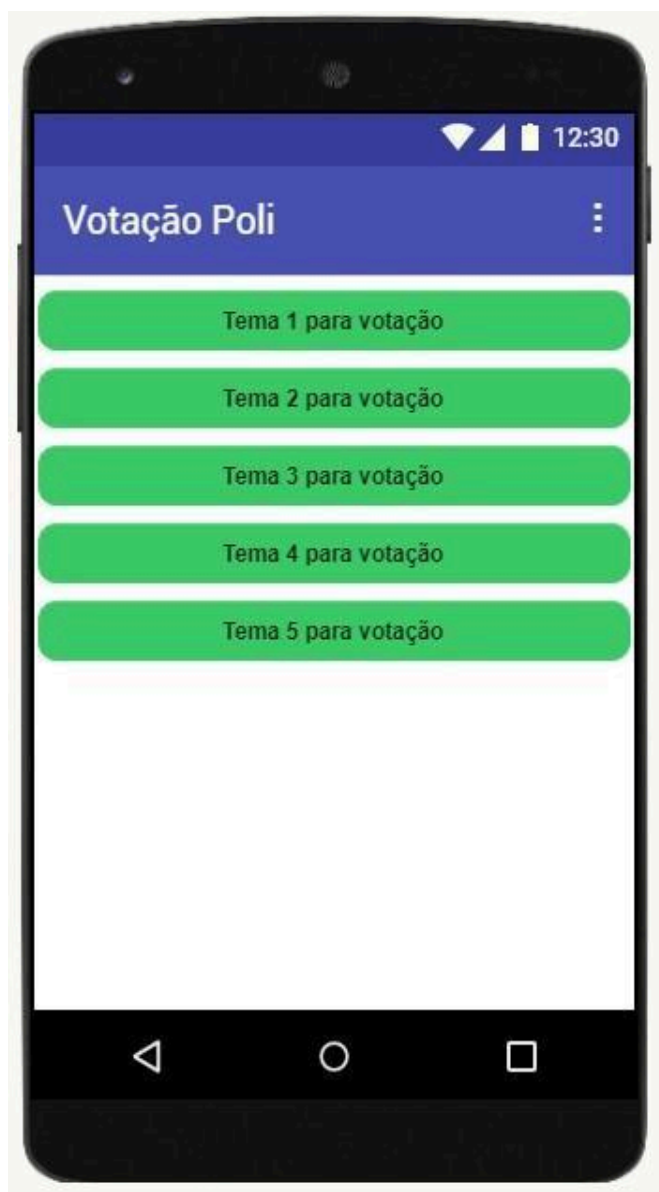 12:30
Votação Poli
Tema 1 para votação
Tema 2 para votação
Tema 3 para votação
Tema 4 para votação
Tema 5 para votação